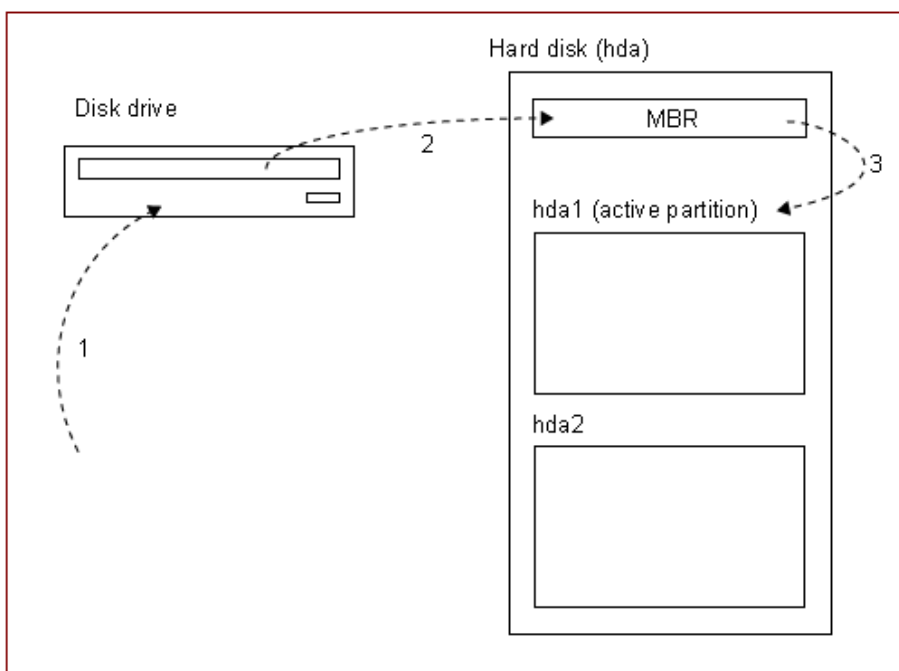 Hard disk (hda)
Disk drive
MBR
2
3
hda1 (active partition)
1
hda2